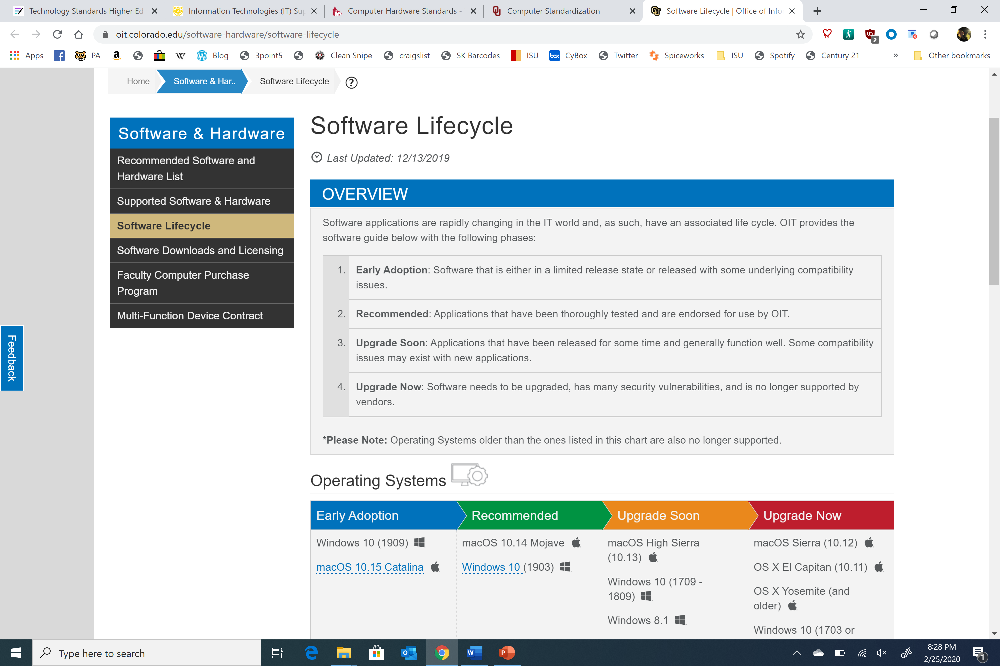 Technology Standards Higher Ed
Information Technologies (IT) Sup
Computer Hardware Standards -
Computer Standardization
Software Lifecycle | Office of Info
oit.colorado.edu/software-hardware/software-lifecycle
2
Apps
PA
Blog
3point5
Clean Snipe
craigslist
SK Barcodes
ISU
box
CyBox
Twitter
Spiceworks
ISU
Spotify
Century 21
»
Other bookmarks
Home
Software & Har..
Software Lifecycle
?
Software & Hardware
Recommended Software and
Hardware List
Supported Software & Hardware
Software Lifecycle
Software Downloads and Licensing
Faculty Computer Purchase
Program
Multi-Function Device Contract
Feedback
Software Lifecycle
Last Updated: 12/13/2019
OVERVIEW
Software applications are rapidly changing in the IT world and, as such, have an associated life cycle. OIT provides the
software guide below with the following phases:
1. Early Adoption: Software that is either in a limited release state or released with some underlying compatibility
issues.
2. Recommended: Applications that have been thoroughly tested and are endorsed for use by OIT.
3. Upgrade Soon: Applications that have been released for some time and generally function well. Some compatibility
issues may exist with new applications.
4. Upgrade Now: Software needs to be upgraded, has many security vulnerabilities, and is no longer supported by
vendors.
*Please Note: Operating Systems older than the ones listed in this chart are also no longer supported.
Operating Systems
Early Adoption
Windows 10 (1909)
macOS 10.15 Catalina
Recommended
macOS 10.14 Mojave
Windows 10 (1903)
Upgrade Soon
macOS High Sierra
(10.13)
Windows 10 (1709 -
1809)
Windows 8.1
Upgrade Now
macOS Sierra (10.12)
OS X El Capitan (10.11)
OS X Yosemite (and
older)
Windows 10 (1703 or
Type here to search
8:28 PM
2/25/2020
1